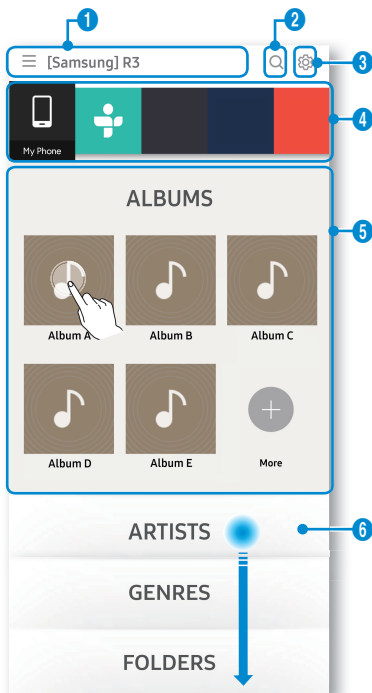 1
2
[Samsung] R3
3
4
My Phone
ALBUMS
5
Album A
Album B
Album C
Album D
Album E
More
ARTISTS
6
GENRES
FOLDERS